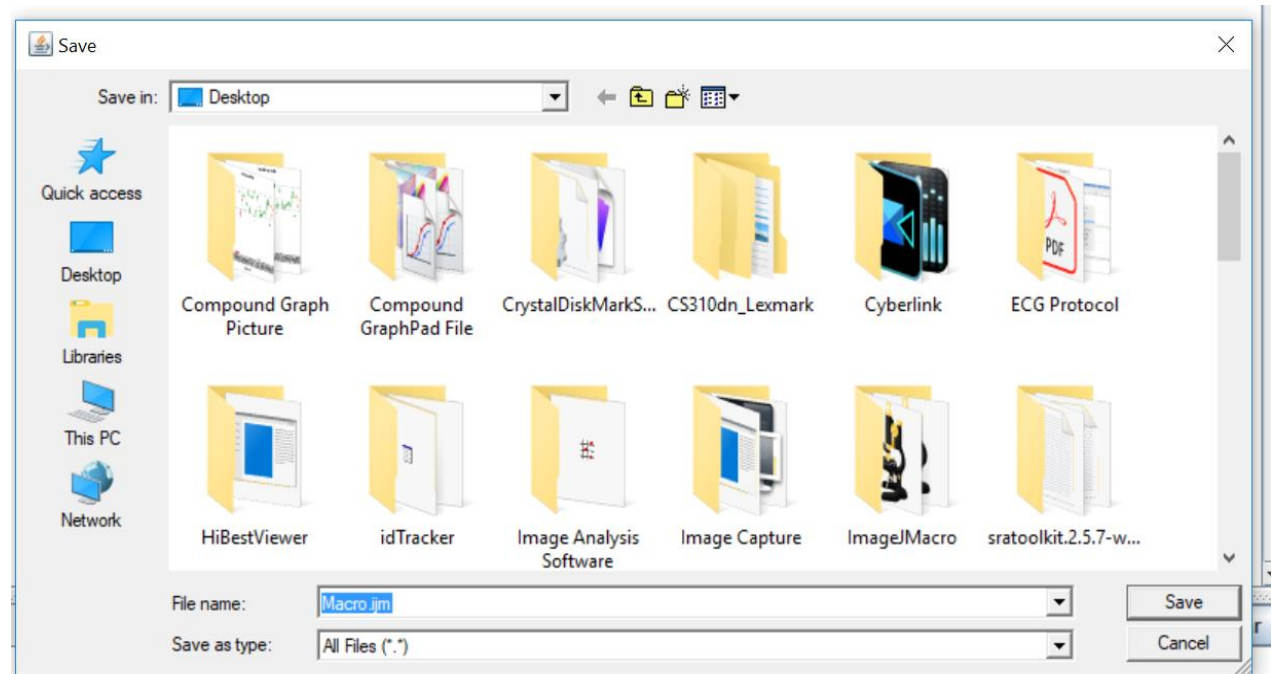 Save
Save in: Desktop
Quick access
Desktop
Libraries
This PC
Network
Compound Graph
Picture
Compound
GraphPad File
CrystalDiskMarkS...
CS310dn_Lexmark
Cyberlink
PDF
ECG Protocol
HiBestViewer
idTracker
Image Analysis
Software
Image Capture
ImageJMacro
sratoolkit.2.5.7-w...
File name: Macro.ijm
Save
Save as type: All Files (*.*)
Cancel
r